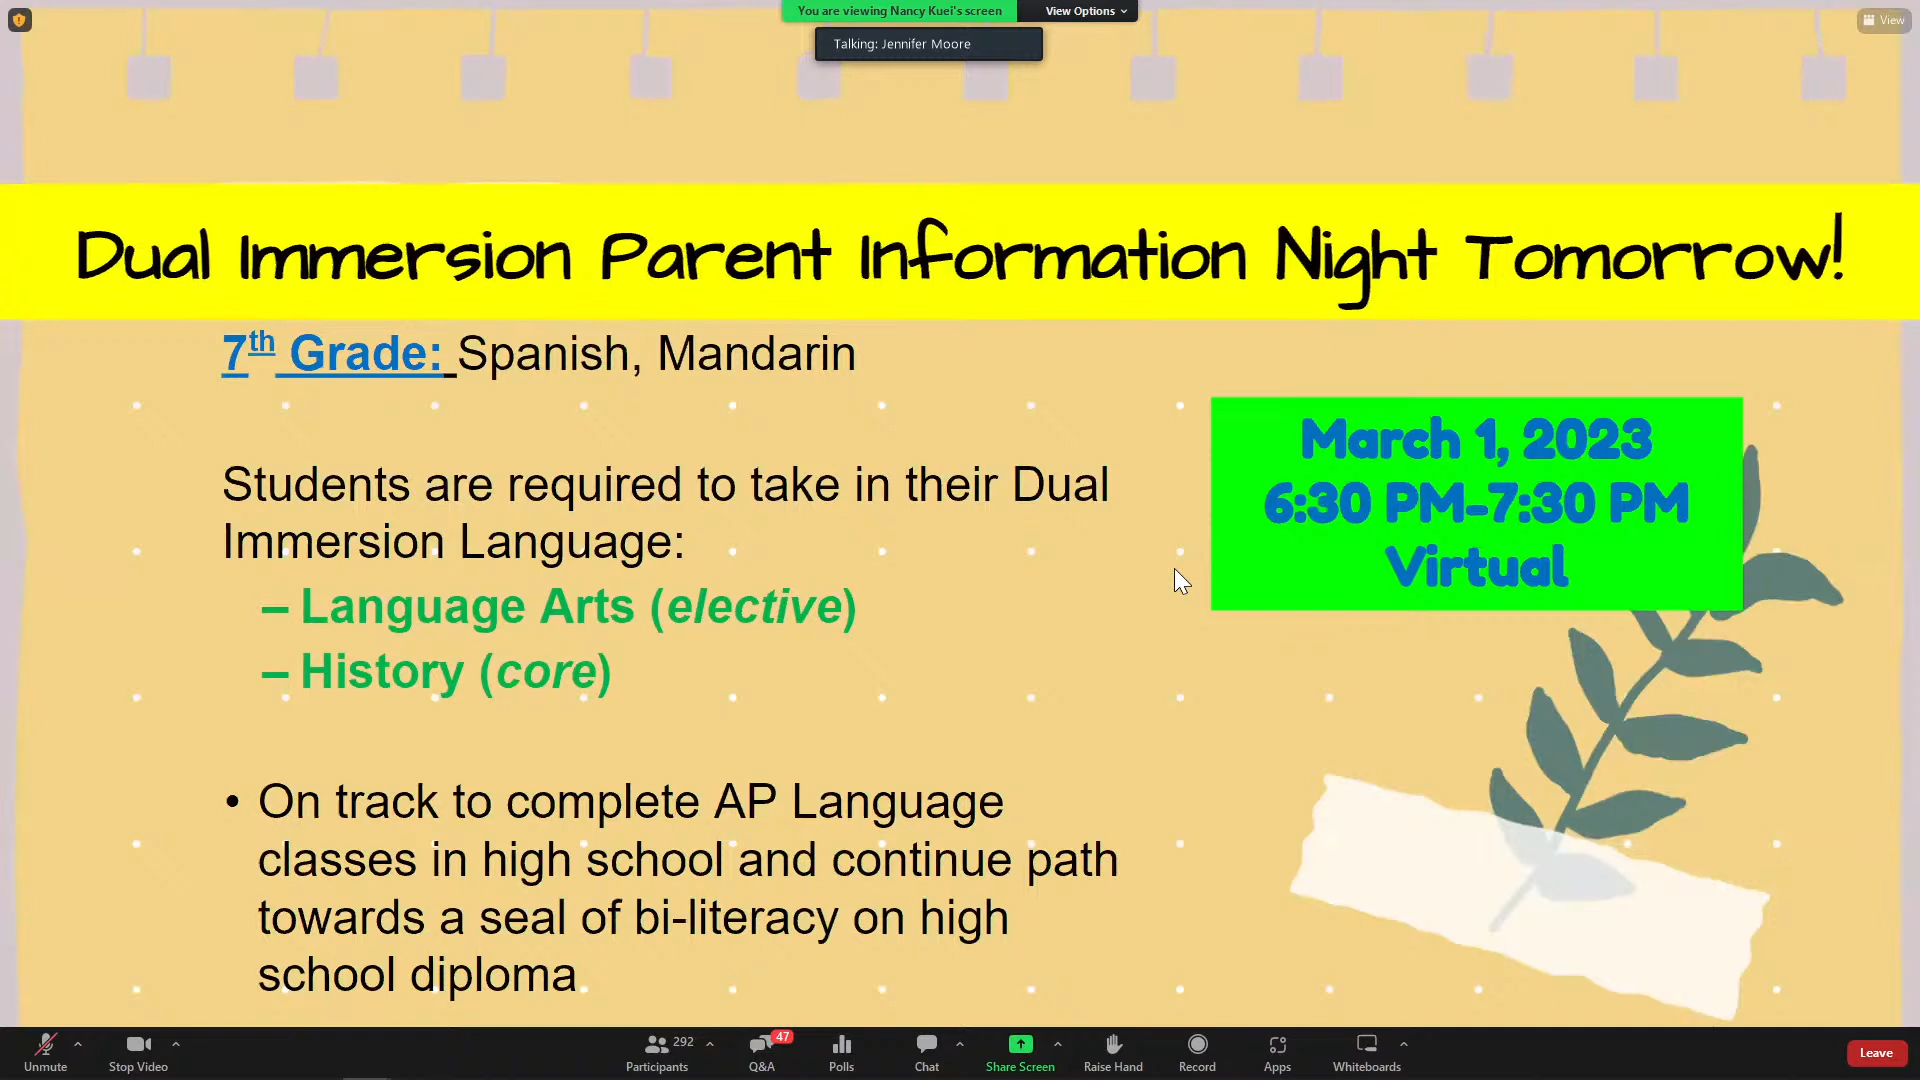 You are viewing Nancy Kuei's screen
View Options
View
Talking: Jennifer Moore
Dual Immersion Parent Information Night Tomorrow!
7th Grade: Spanish, Mandarin
March 1, 2023
6:30 PM-7:30 PM
Virtual
Students are required to take in their Dual
Immersion Language:
– Language Arts (elective)
– History (core)
• On track to complete AP Language
classes in high school and continue path
towards a seal of bi-literacy on high
school diploma
Unmute
Stop Video
292
Participants
47
Q&A
Polls
Chat
Share Screen
Raise Hand
Record
Apps
Whiteboards
Leave